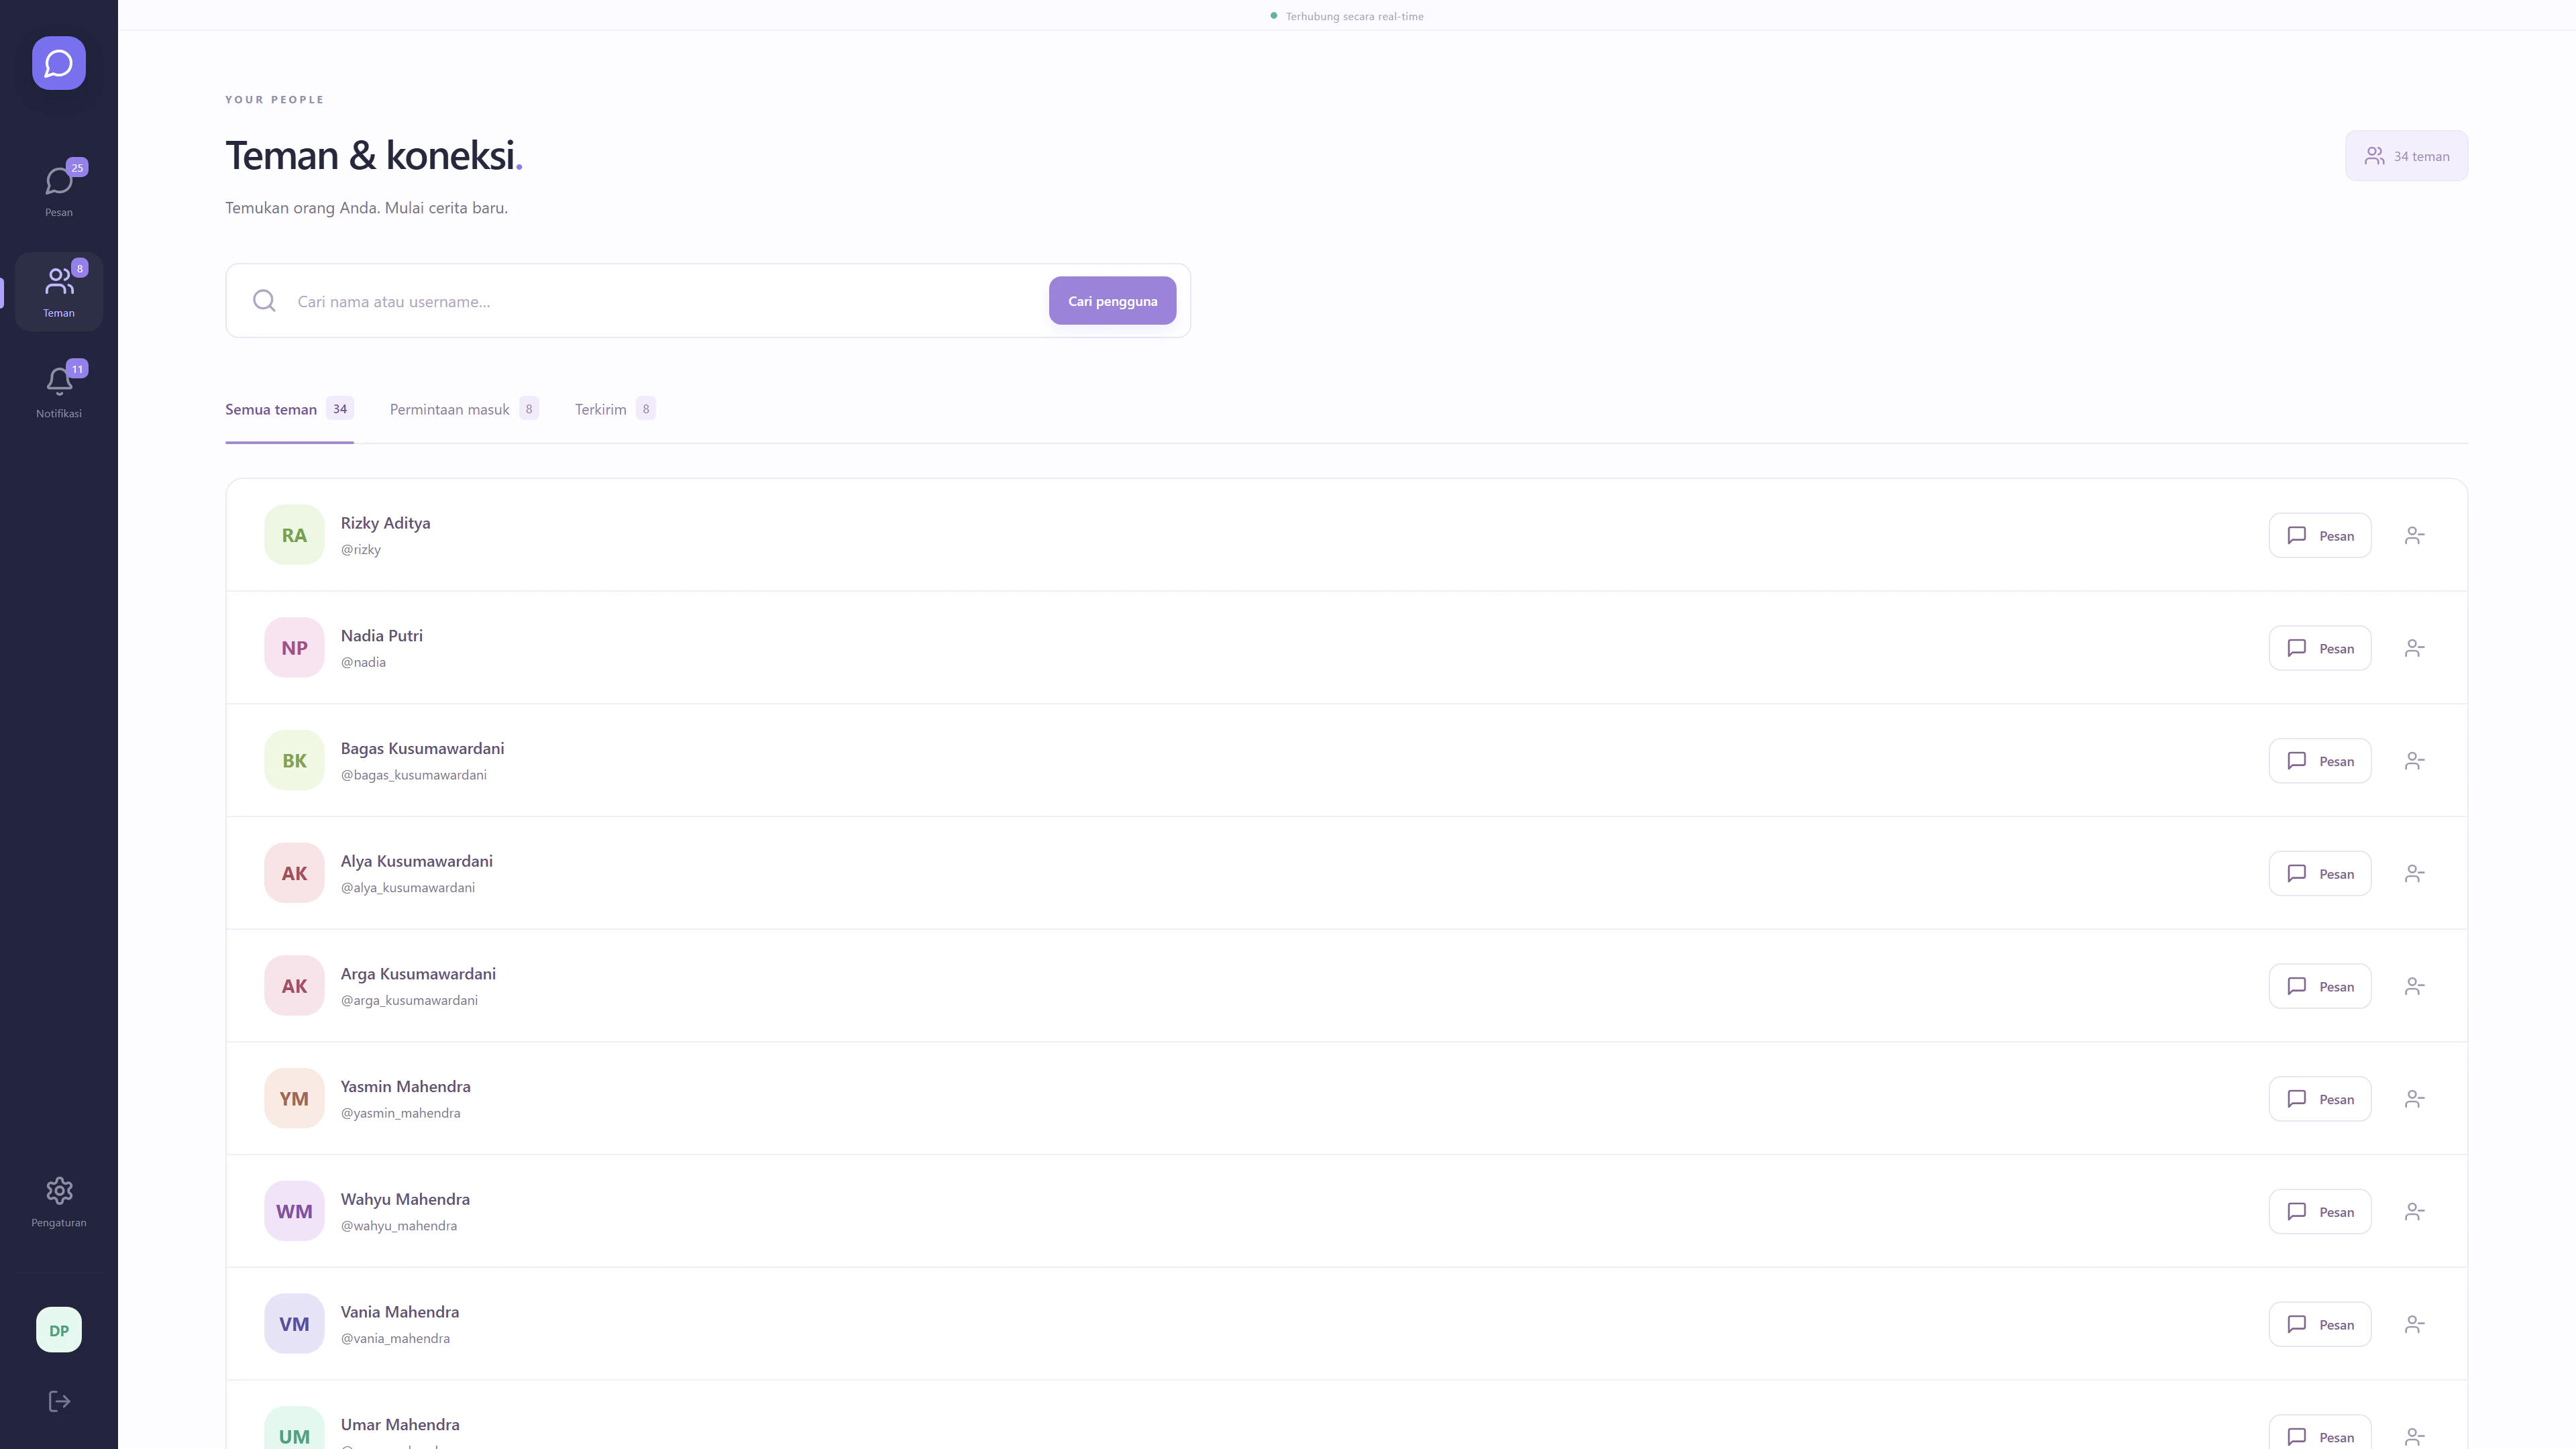 Terhubung secara real-time
25
Pesan
8
Teman
11
Notifikasi
Pengaturan
DP
YOUR PEOPLE
Teman & koneksi.
34 teman
Temukan orang Anda. Mulai cerita baru.
Cari nama atau username...
Cari pengguna
Semua teman 34 Permintaan masuk 8 Terkirim 8
RA
Rizky Aditya
@rizky
Pesan
NP
Nadia Putri
@nadia
Pesan
BK
Bagas Kusumawardani
@bagas_kusumawardani
Pesan
AK
Alya Kusumawardani
@alya_kusumawardani
Pesan
AK
Arga Kusumawardani
@arga_kusumawardani
Pesan
YM
Yasmin Mahendra
@yasmin_mahendra
Pesan
WM
Wahyu Mahendra
@wahyu_mahendra
Pesan
VM
Vania Mahendra
@vania_mahendra
Pesan
UM
Umar Mahendra
Pesan